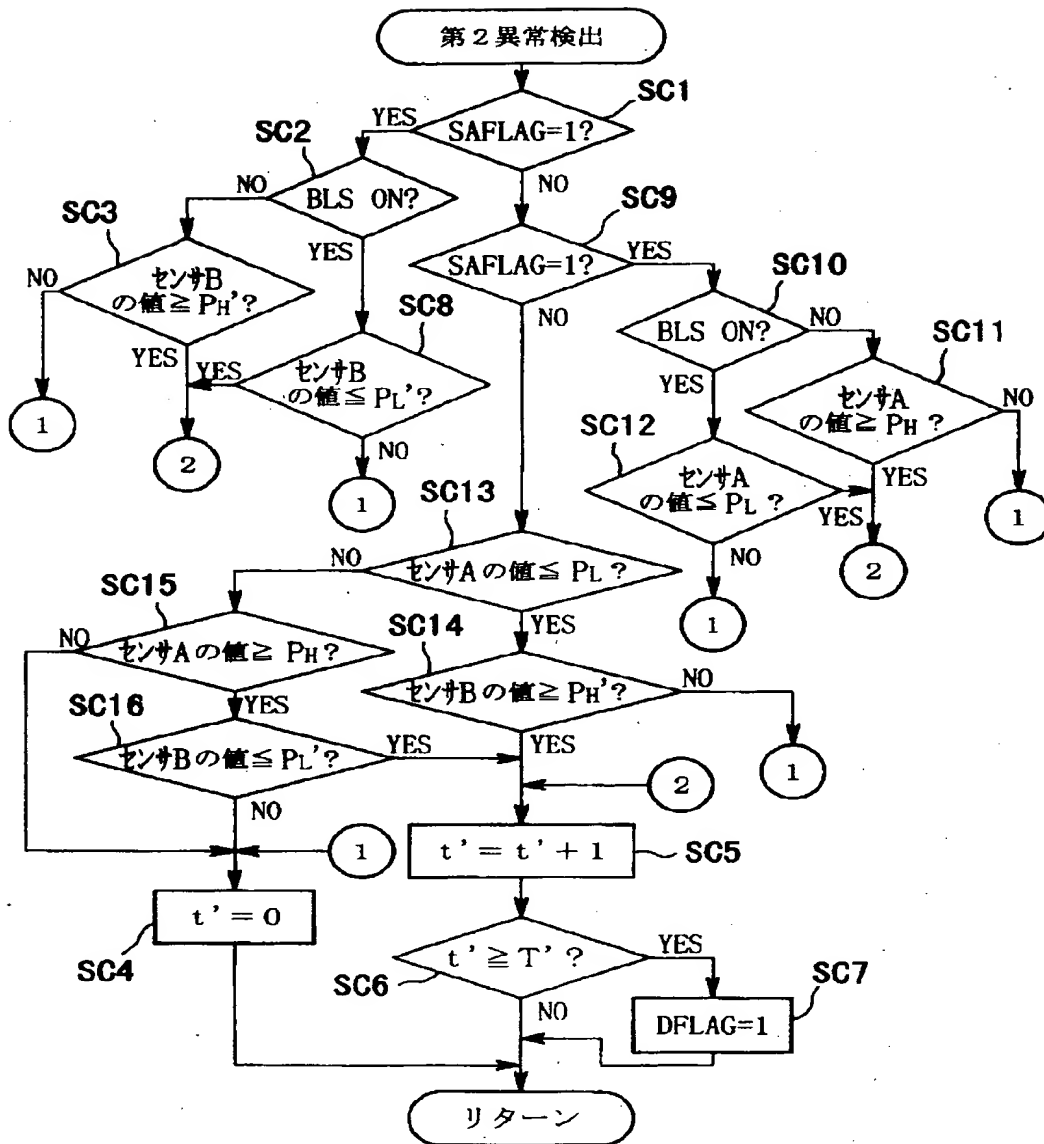 第2異常検出
SC1
SAFLAG=1?
YES
NO
SC2
BLS ON?
NO
YES
SC3
センサB
の値≧PH'?
NO
YES
SC8
センサB
の値≦PL'?
YES
NO
1
2
1
SC9
SAFLAG=1?
YES
NO
SC10
BLS ON?
NO
YES
SC11
センサA
の値≧PH?
NO
YES
SC12
センサA
の値≦PL?
YES
NO
1
2
1
SC13
センサAの値≦PL?
NO
YES
SC15
センサAの値≧PH?
NO
YES
SC14
センサBの値≧PH'?
NO
YES
1
SC16
センサBの値≦PL'?
YES
NO
2
1
t'=t'+1
SC5
t'=0
SC4
t'≧T'?
SC6
YES
NO
SC7
DFLAG=1
リターン